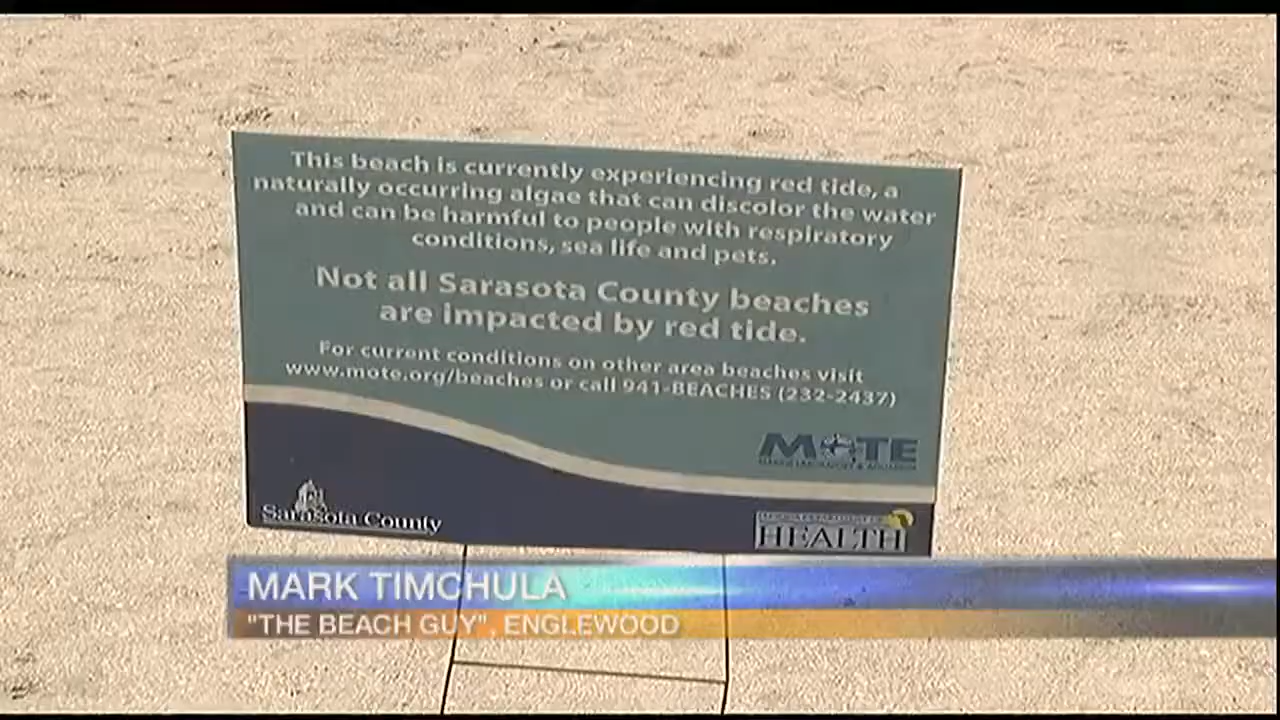 This beach is currently experiencing red tide, a
naturally occurring algae that can discolor the water
and can be harmful to people with respiratory
conditions, sea life and pets.
Not all Sarasota County beaches
are impacted by red tide.
For current conditions on other area beaches visit
www.mote.org/beaches or call 941-BEACHES (232-2437)
MOTE
Sarasota County
HEALTH
MARK TIMCHULA
"THE BEACH GUY", ENGLEWOOD